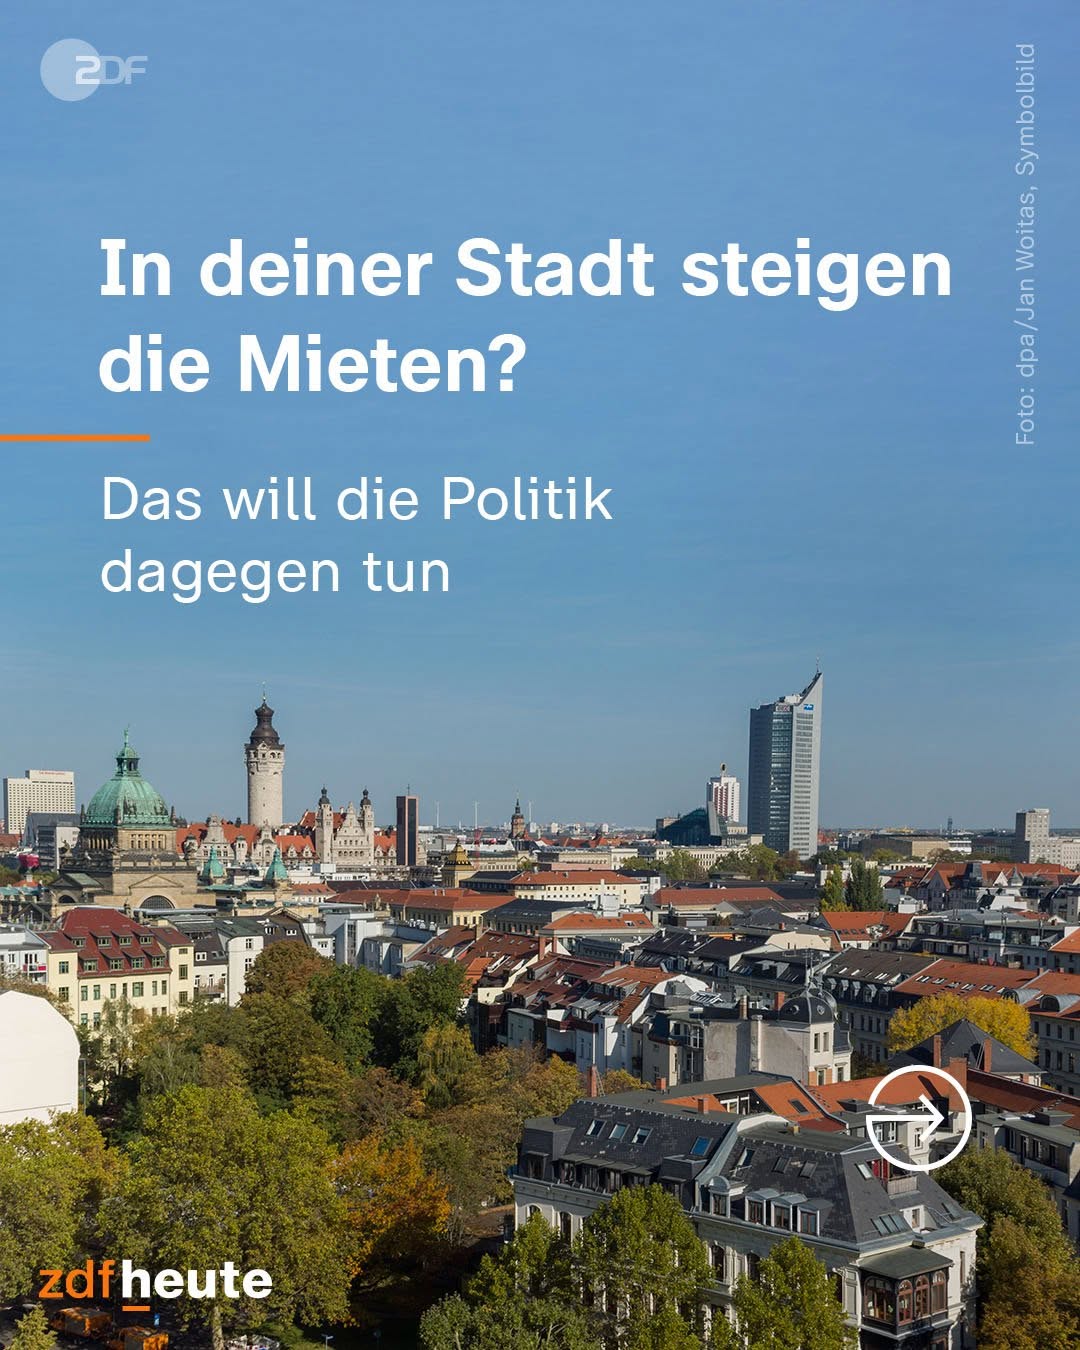 ZDF
Foto: dpa/Jan Woitas, Symbolbild
In deiner Stadt steigen
die Mieten?
Das will die Politik
dagegen tun
zdfheute